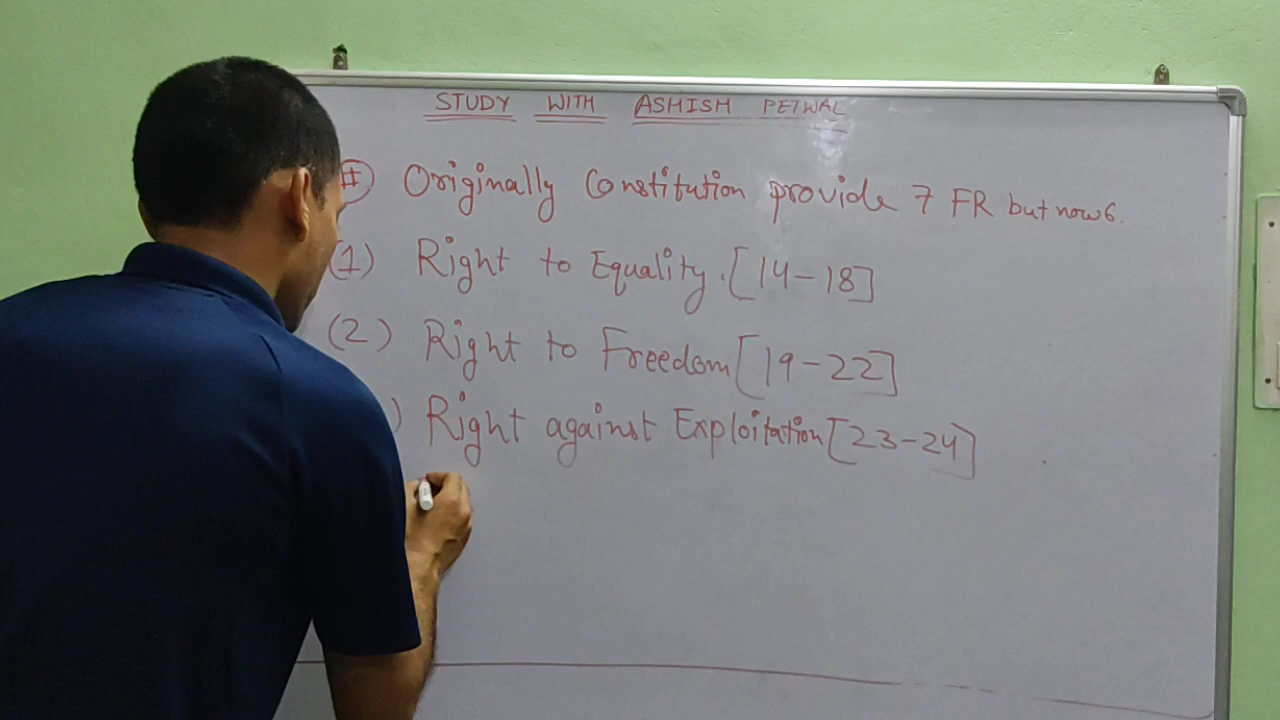 STUDY WITH ASHISH PETWAL
(#) Originally Constitution provide 7 FR but now 6.
(1) Right to Equality. [14-18]
(2) Right to Freedom [19-22]
) Right against Exploitation [23-24]